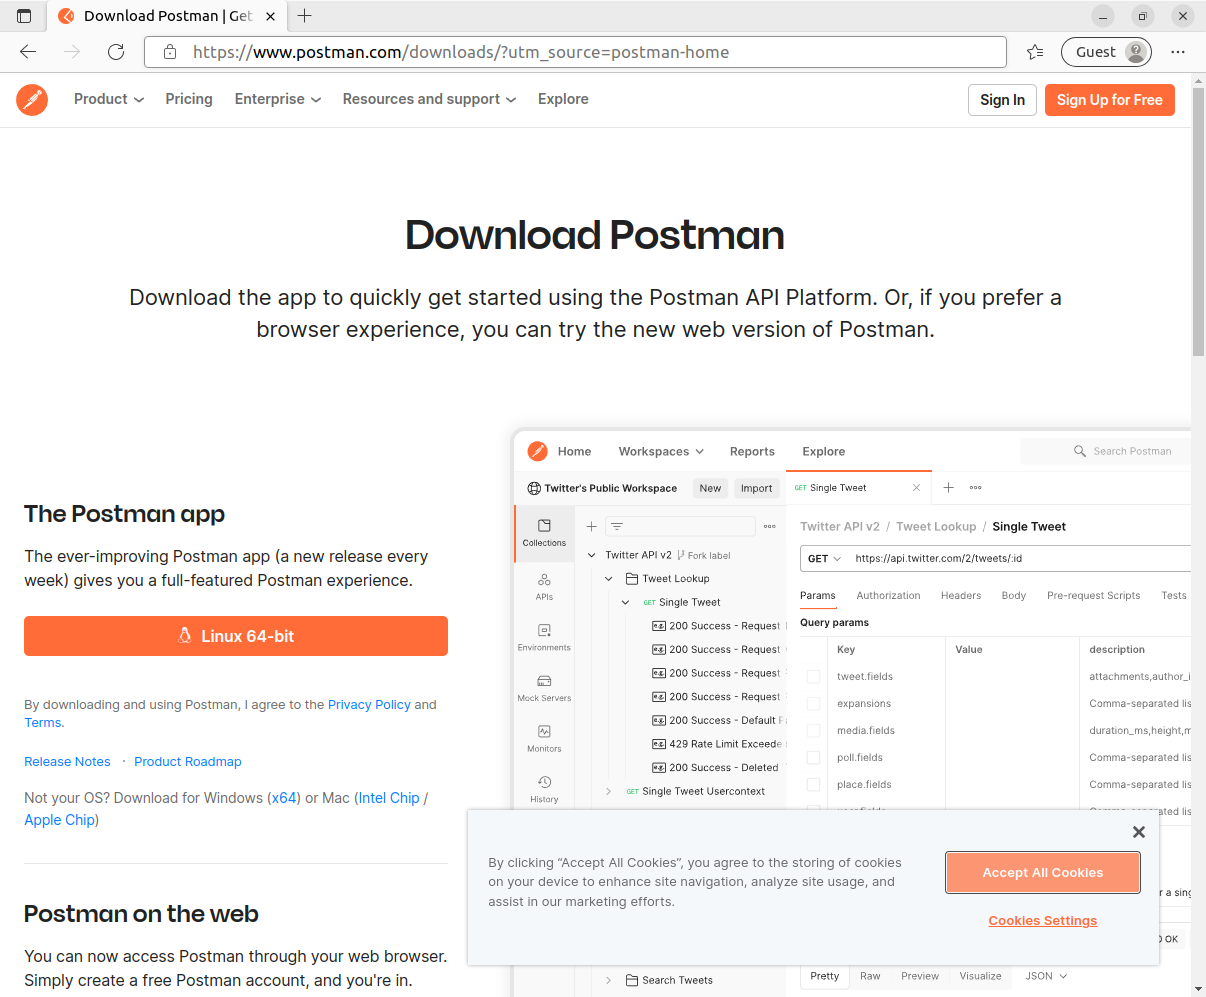 Download Postman | Get
https://www.postman.com/downloads/?utm_source=postman-home
Guest
Product
Pricing
Enterprise
Resources and support
Explore
Sign In
Sign Up for Free
Download Postman
Download the app to quickly get started using the Postman API Platform. Or, if you prefer a
browser experience, you can try the new web version of Postman.
The Postman app
The ever-improving Postman app (a new release every
week) gives you a full-featured Postman experience.
Linux 64-bit
By downloading and using Postman, I agree to the Privacy Policy and
Terms.
Release Notes · Product Roadmap
Not your OS? Download for Windows (x64) or Mac (Intel Chip /
Apple Chip)
Postman on the web
You can now access Postman through your web browser.
Simply create a free Postman account, and you're in.
Home
Workspaces
Reports
Explore
Search Postman
Twitter's Public Workspace
New
Import
GET Single Tweet
Collections
APIs
Environments
Mock Servers
Monitors
History
Twitter API v2 Fork label
Tweet Lookup
GET Single Tweet
200 Success - Request
200 Success - Request
200 Success - Request
200 Success - Request
200 Success - Default
429 Rate Limit Exceede
200 Success - Deleted
GET Single Tweet Usercontext
Search Tweets
Twitter API v2 / Tweet Lookup / Single Tweet
GET
https://api.twitter.com/2/tweets/:id
Params
Authorization
Headers
Body
Pre-request Scripts
Tests
Query params
Key
Value
description
tweet.fields
attachments,author_i
expansions
Comma-separated lis
media.fields
duration_ms,height,m
poll.fields
Comma-separated lis
place.fields
Comma-separated lis
r a sing
OK
Pretty
Raw
Preview
Visualize
JSON
By clicking “Accept All Cookies”, you agree to the storing of cookies
on your device to enhance site navigation, analyze site usage, and
assist in our marketing efforts.
Accept All Cookies
Cookies Settings